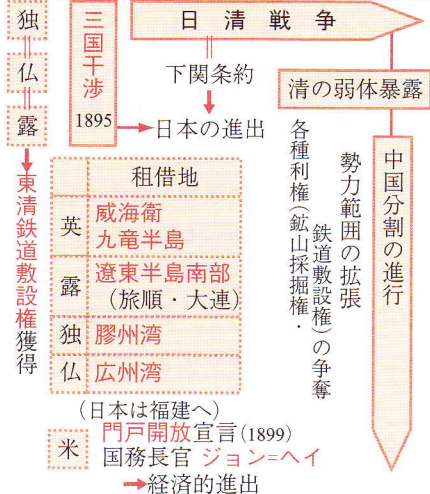 独
仏
露
東清鉄道敷設権獲得
三国干渉
1895
日清戦争
下関条約
日本の進出
清の弱体暴露
中国分割の進行
勢力範囲の拡張
各種利権(鉱山採掘権・
鉄道敷設権)の争奪
租借地
英
威海衛
九竜半島
露
遼東半島南部
(旅順・大連)
独
膠州湾
仏
広州湾
(日本は福建へ)
米
門戸開放宣言(1899)
国務長官 ジョン=ヘイ
経済的進出